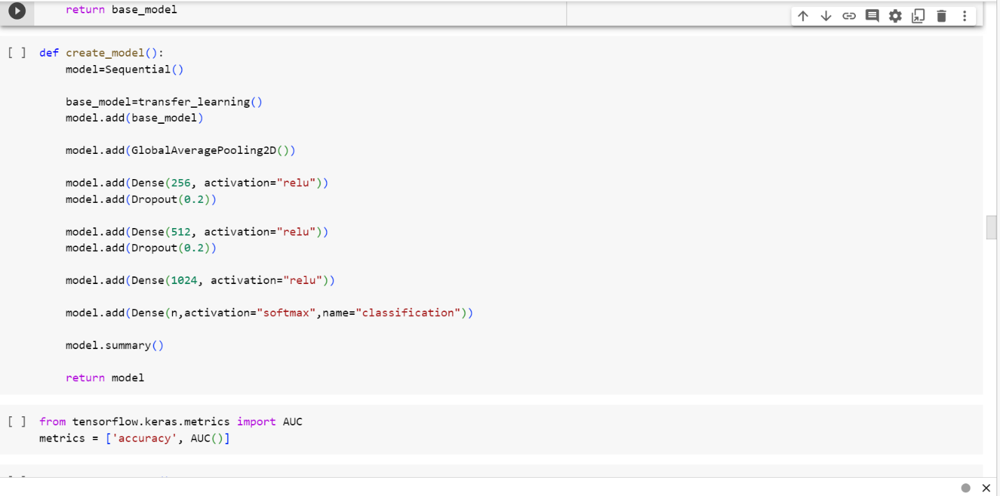 return base_model
[ ] def create_model():
model=Sequential()
base_model=transfer_learning()
model.add(base_model)
model.add(GlobalAveragePooling2D())
model.add(Dense(256, activation="relu"))
model.add(Dropout(0.2))
model.add(Dense(512, activation="relu"))
model.add(Dropout(0.2))
model.add(Dense(1024, activation="relu"))
model.add(Dense(n,activation="softmax",name="classification"))
model.summary()
return model
[ ] from tensorflow.keras.metrics import AUC
metrics = ['accuracy', AUC()]